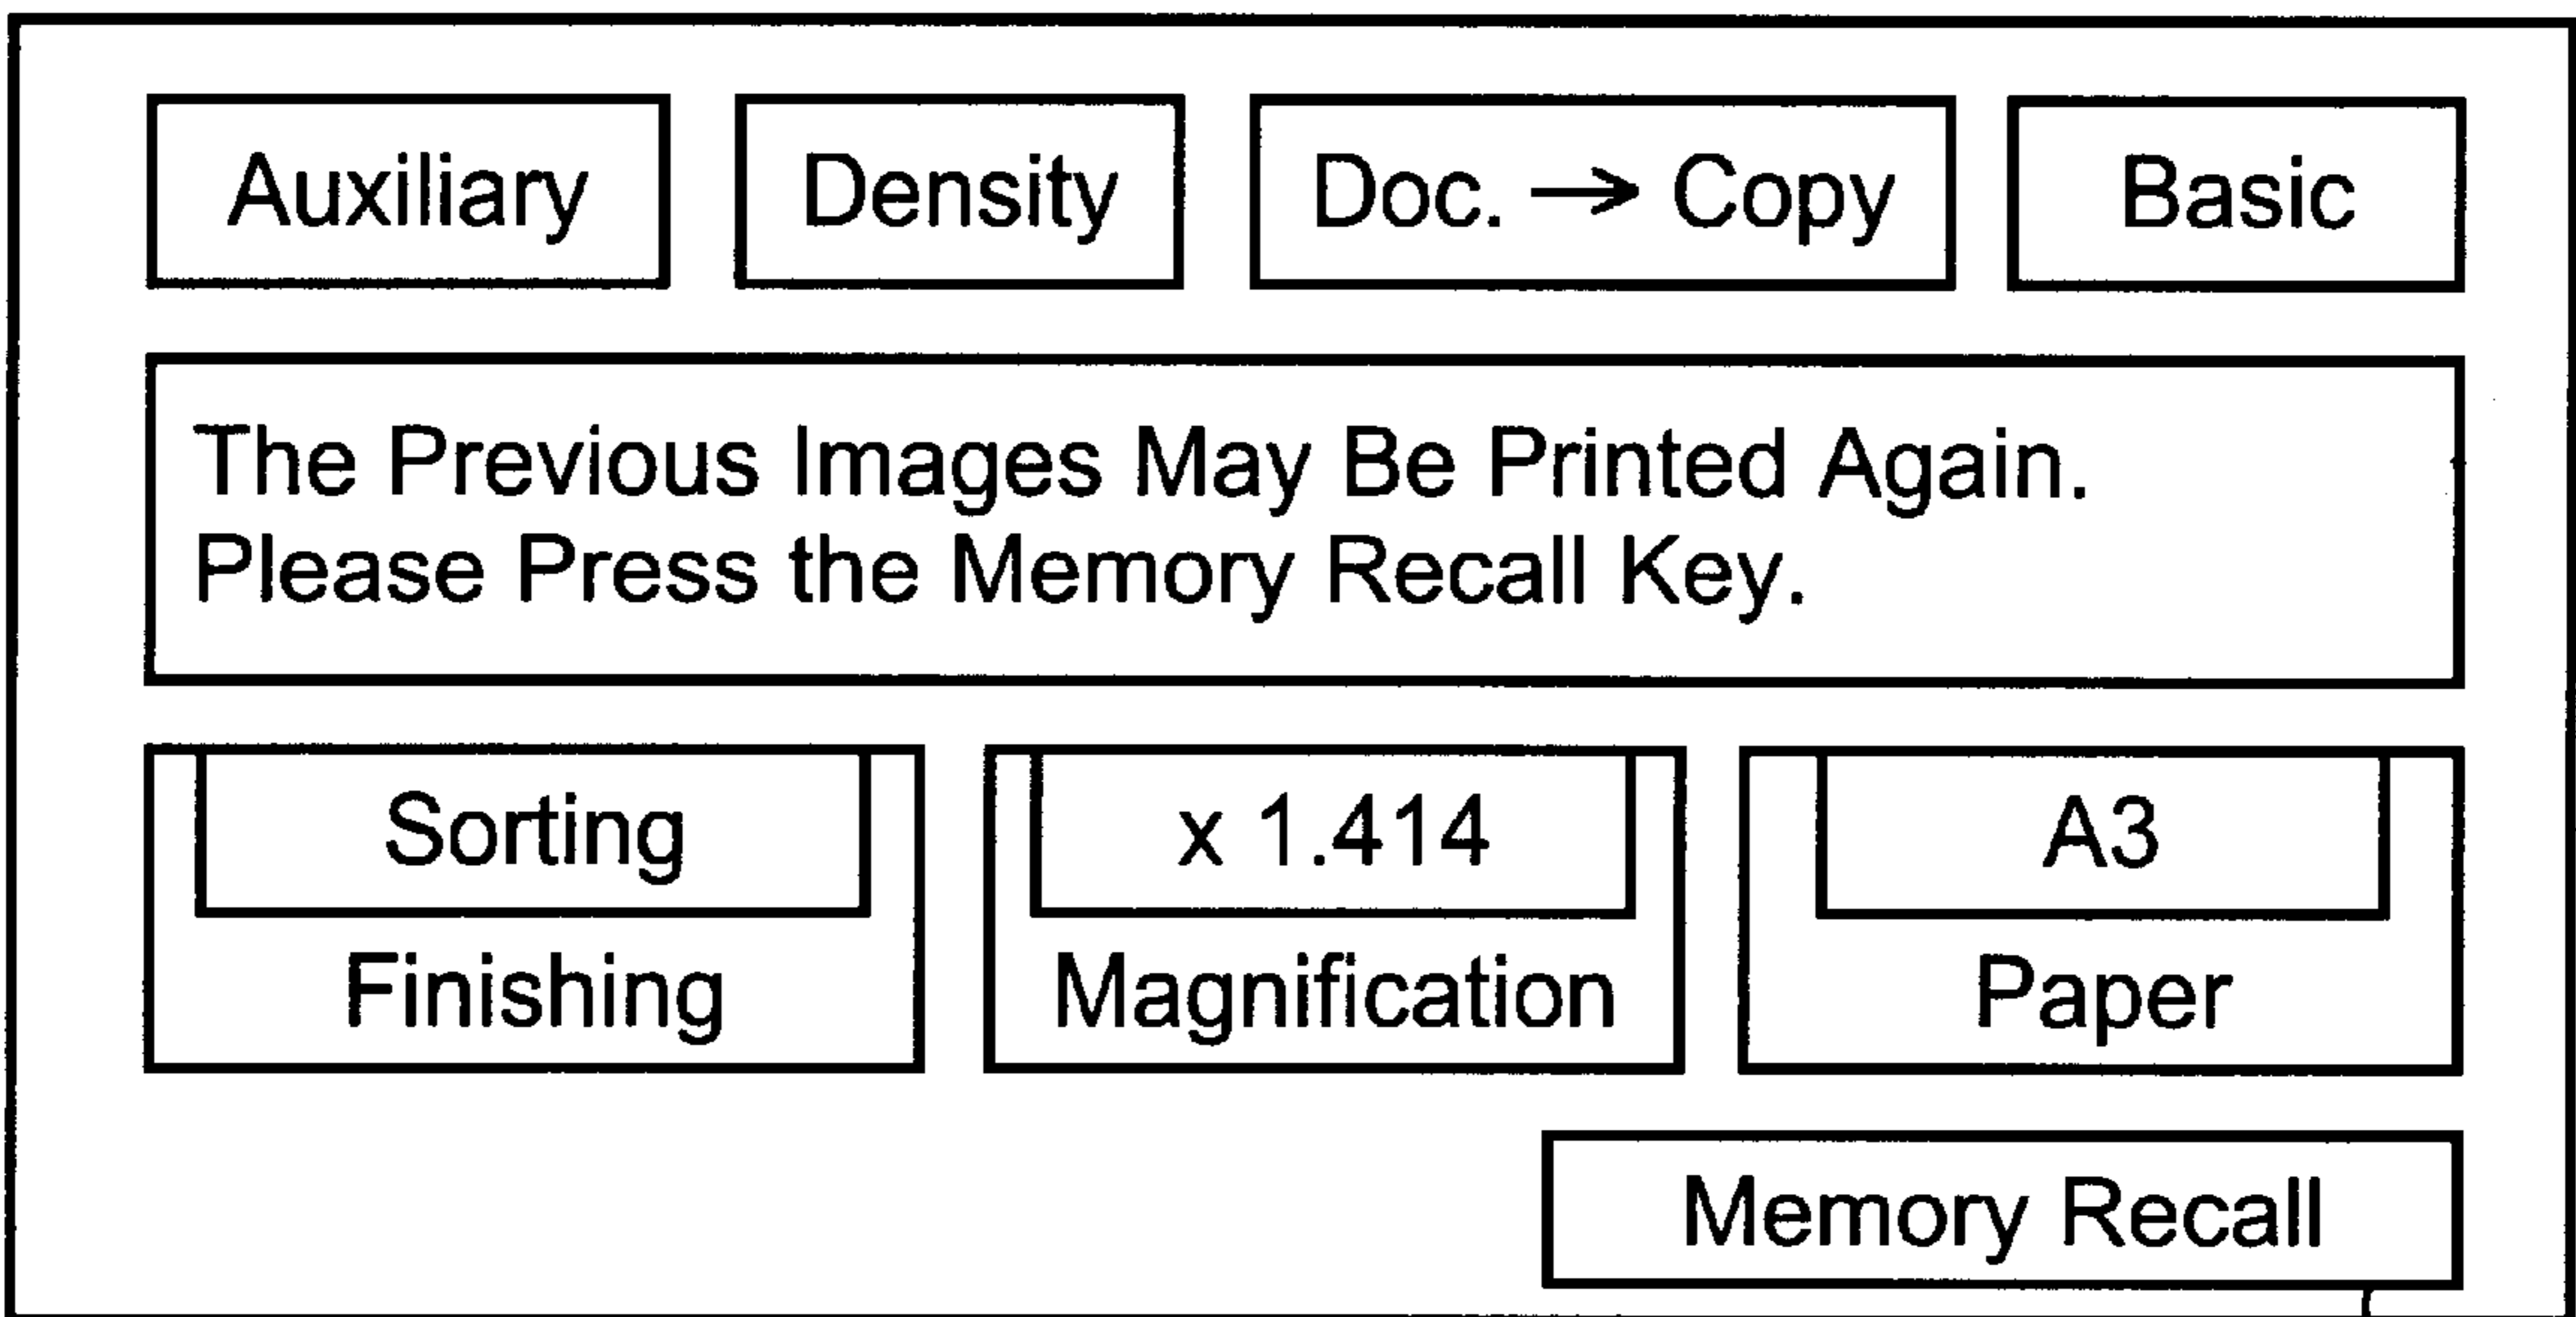 Auxiliary
Density
Doc. → Copy
Basic
The Previous Images May Be Printed Again.
Please Press the Memory Recall Key.
Sorting
Finishing
x 1.414
Magnification
A3
Paper
Memory Recall